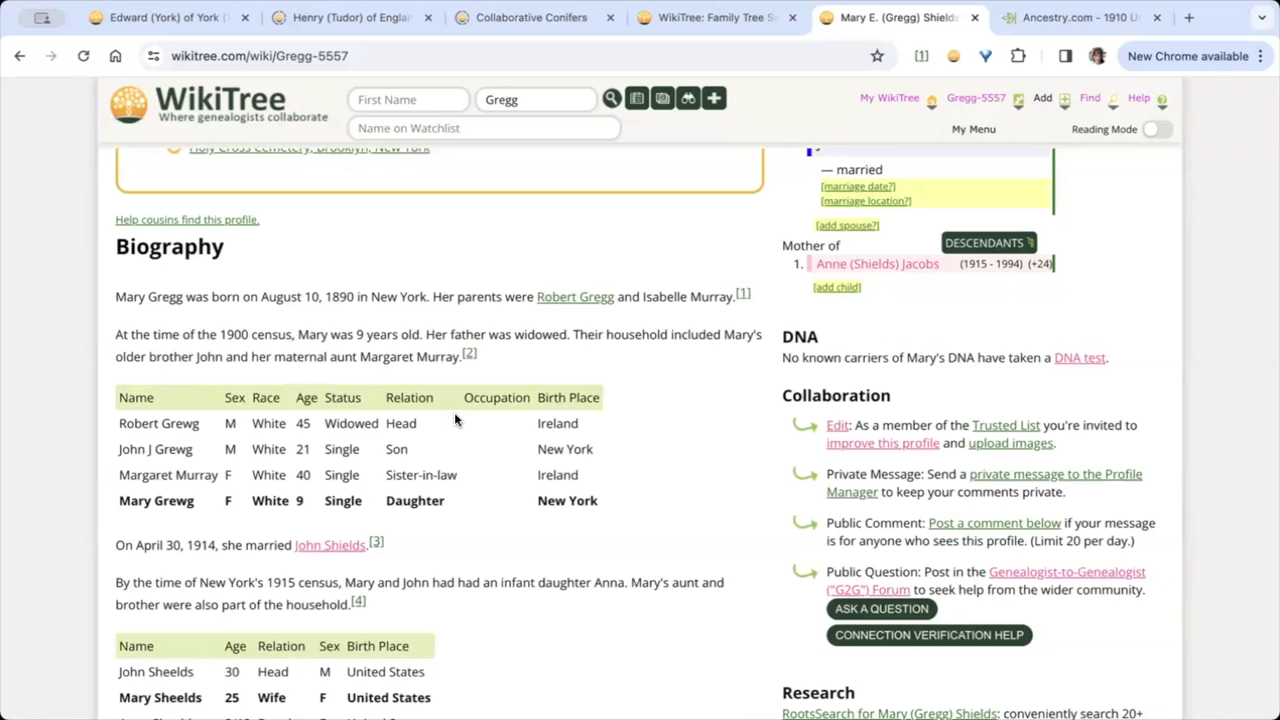 Edward (York) of York (
Henry (Tudor) of Englar
Collaborative Conifers
WikiTree: Family Tree S
Mary E. (Gregg) Shields
Ancestry.com - 1910 U
wikitree.com/wiki/Gregg-5557
[1]
New Chrome available
WikiTree
Where genealogists collaborate
First Name
Gregg
Name on Watchlist
My WikiTree
Gregg-5557
Add
Find
Help
My Menu
Reading Mode
Holy Cross Cemetery, Brooklyn, New York
Help cousins find this profile.
Biography
Mary Gregg was born on August 10, 1890 in New York. Her parents were Robert Gregg and Isabelle Murray.[1]
At the time of the 1900 census, Mary was 9 years old. Her father was widowed. Their household included Mary's
older brother John and her maternal aunt Margaret Murray.[2]
Name Sex Race Age Status Relation Occupation Birth Place
Robert Grewg M White 45 Widowed Head Ireland
John J Grewg M White 21 Single Son New York
Margaret Murray F White 40 Single Sister-in-law Ireland
Mary Grewg F White 9 Single Daughter New York
On April 30, 1914, she married John Shields.[3]
By the time of New York's 1915 census, Mary and John had had an infant daughter Anna. Mary's aunt and
brother were also part of the household.[4]
Name Age Relation Sex Birth Place
John Sheelds 30 Head M United States
Mary Sheelds 25 Wife F United States
— married
[marriage date?]
[marriage location?]
[add spouse?]
DESCENDANTS
Mother of
1. Anne (Shields) Jacobs (1915 - 1994) (+24)
[add child]
DNA
No known carriers of Mary's DNA have taken a DNA test.
Collaboration
Edit: As a member of the Trusted List you're invited to
improve this profile and upload images.
Private Message: Send a private message to the Profile
Manager to keep your comments private.
Public Comment: Post a comment below if your message
is for anyone who sees this profile. (Limit 20 per day.)
Public Question: Post in the Genealogist-to-Genealogist
("G2G") Forum to seek help from the wider community.
ASK A QUESTION
CONNECTION VERIFICATION HELP
Research
RootsSearch for Mary (Gregg) Shields: conveniently search 20+